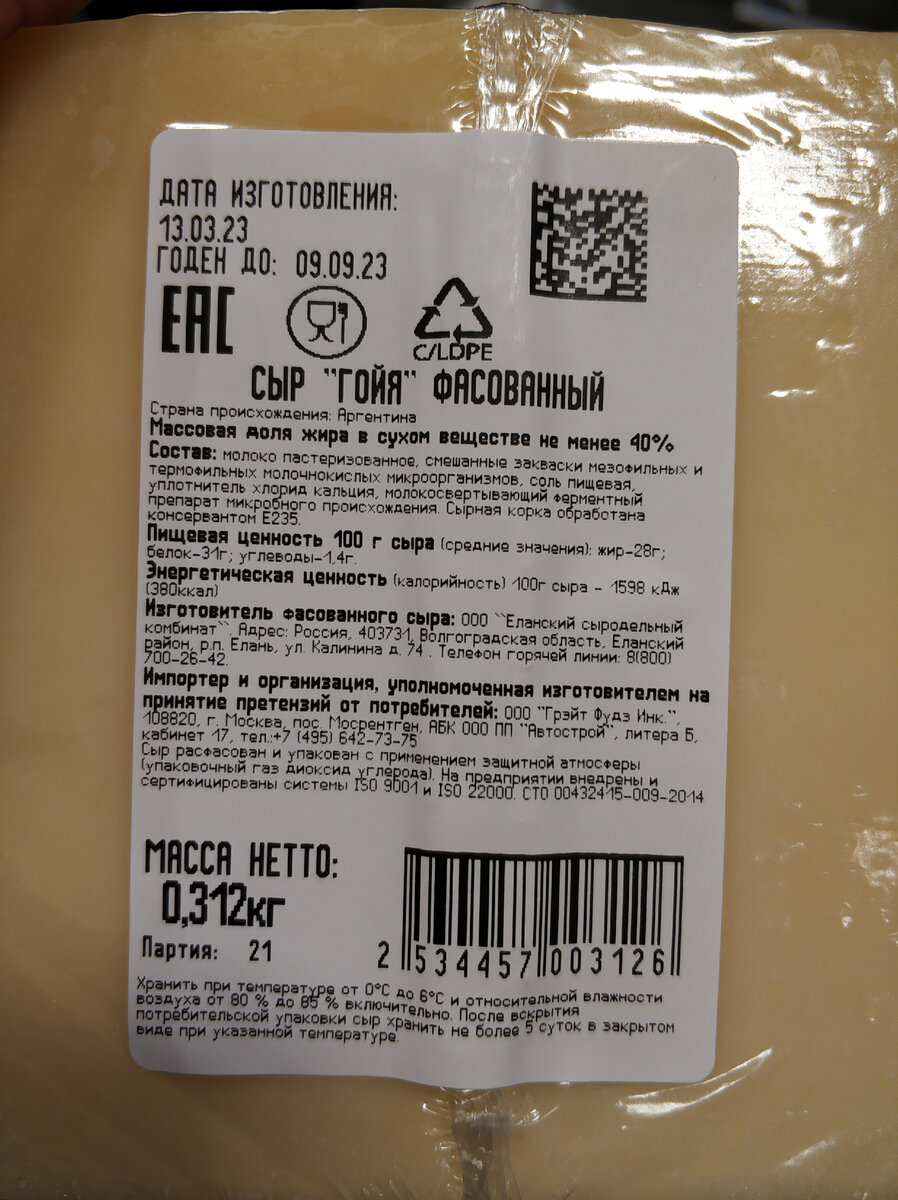 ДАТА ИЗГОТОВЛЕНИЯ:
13.03.23
ГОДЕН ДО: 09.09.23
ЕАС
C/LDPE
СЫР "ГОЙЯ" ФАСОВАННЫЙ
Страна происхождения: Аргентина
Массовая доля жира в сухом веществе не менее 40%
Состав: молоко пастеризованное, смешанные закваски мезофильных и
термофильных молочнокислых микроорганизмов, соль пищевая,
уплотнитель хлорид кальция, молокосвертывающий ферментный
препарат микробного происхождения. Сырная корка обработана
консервантом Е235.
Пищевая ценность 100 г сыра (средние значения): жир-28г;
белок-31г; углеводы-1,4г.
Энергетическая ценность (калорийность) 100г сыра - 1598 кДж
(380ккал)
Изготовитель фасованного сыра: ООО ``Еланский сыродельный
комбинат``. Адрес: Россия, 403731, Волгоградская область, Еланский
район, р.п. Елань, ул. Калинина д. 74 . Телефон горячей линии: 8(800)
700-26-42.
Импортер и организация, уполномоченная изготовителем на
принятие претензий от потребителей: ООО "Грэйт Фудз Инк.",
108820, г. Москва, пос. Мосрентген, АБК ООО ПП "Автострой", литера Б,
кабинет 17, тел.:+7 (495) 642-73-75
Сыр расфасован и упакован с применением защитной атмосферы
(упаковочный газ диоксид углерода). На предприятии внедрены и
сертифицированы системы ISO 9001 и ISO 22000. СТО 00432415-009-2014
МАССА НЕТТО:
0,312кг
Партия: 21
2 534457 003126
Хранить при температуре от 0°С до 6°С и относительной влажности
воздуха от 80 % до 85 % включительно. После вскрытия
потребительской упаковки сыр хранить не более 5 суток в закрытом
виде при указанной температуре.